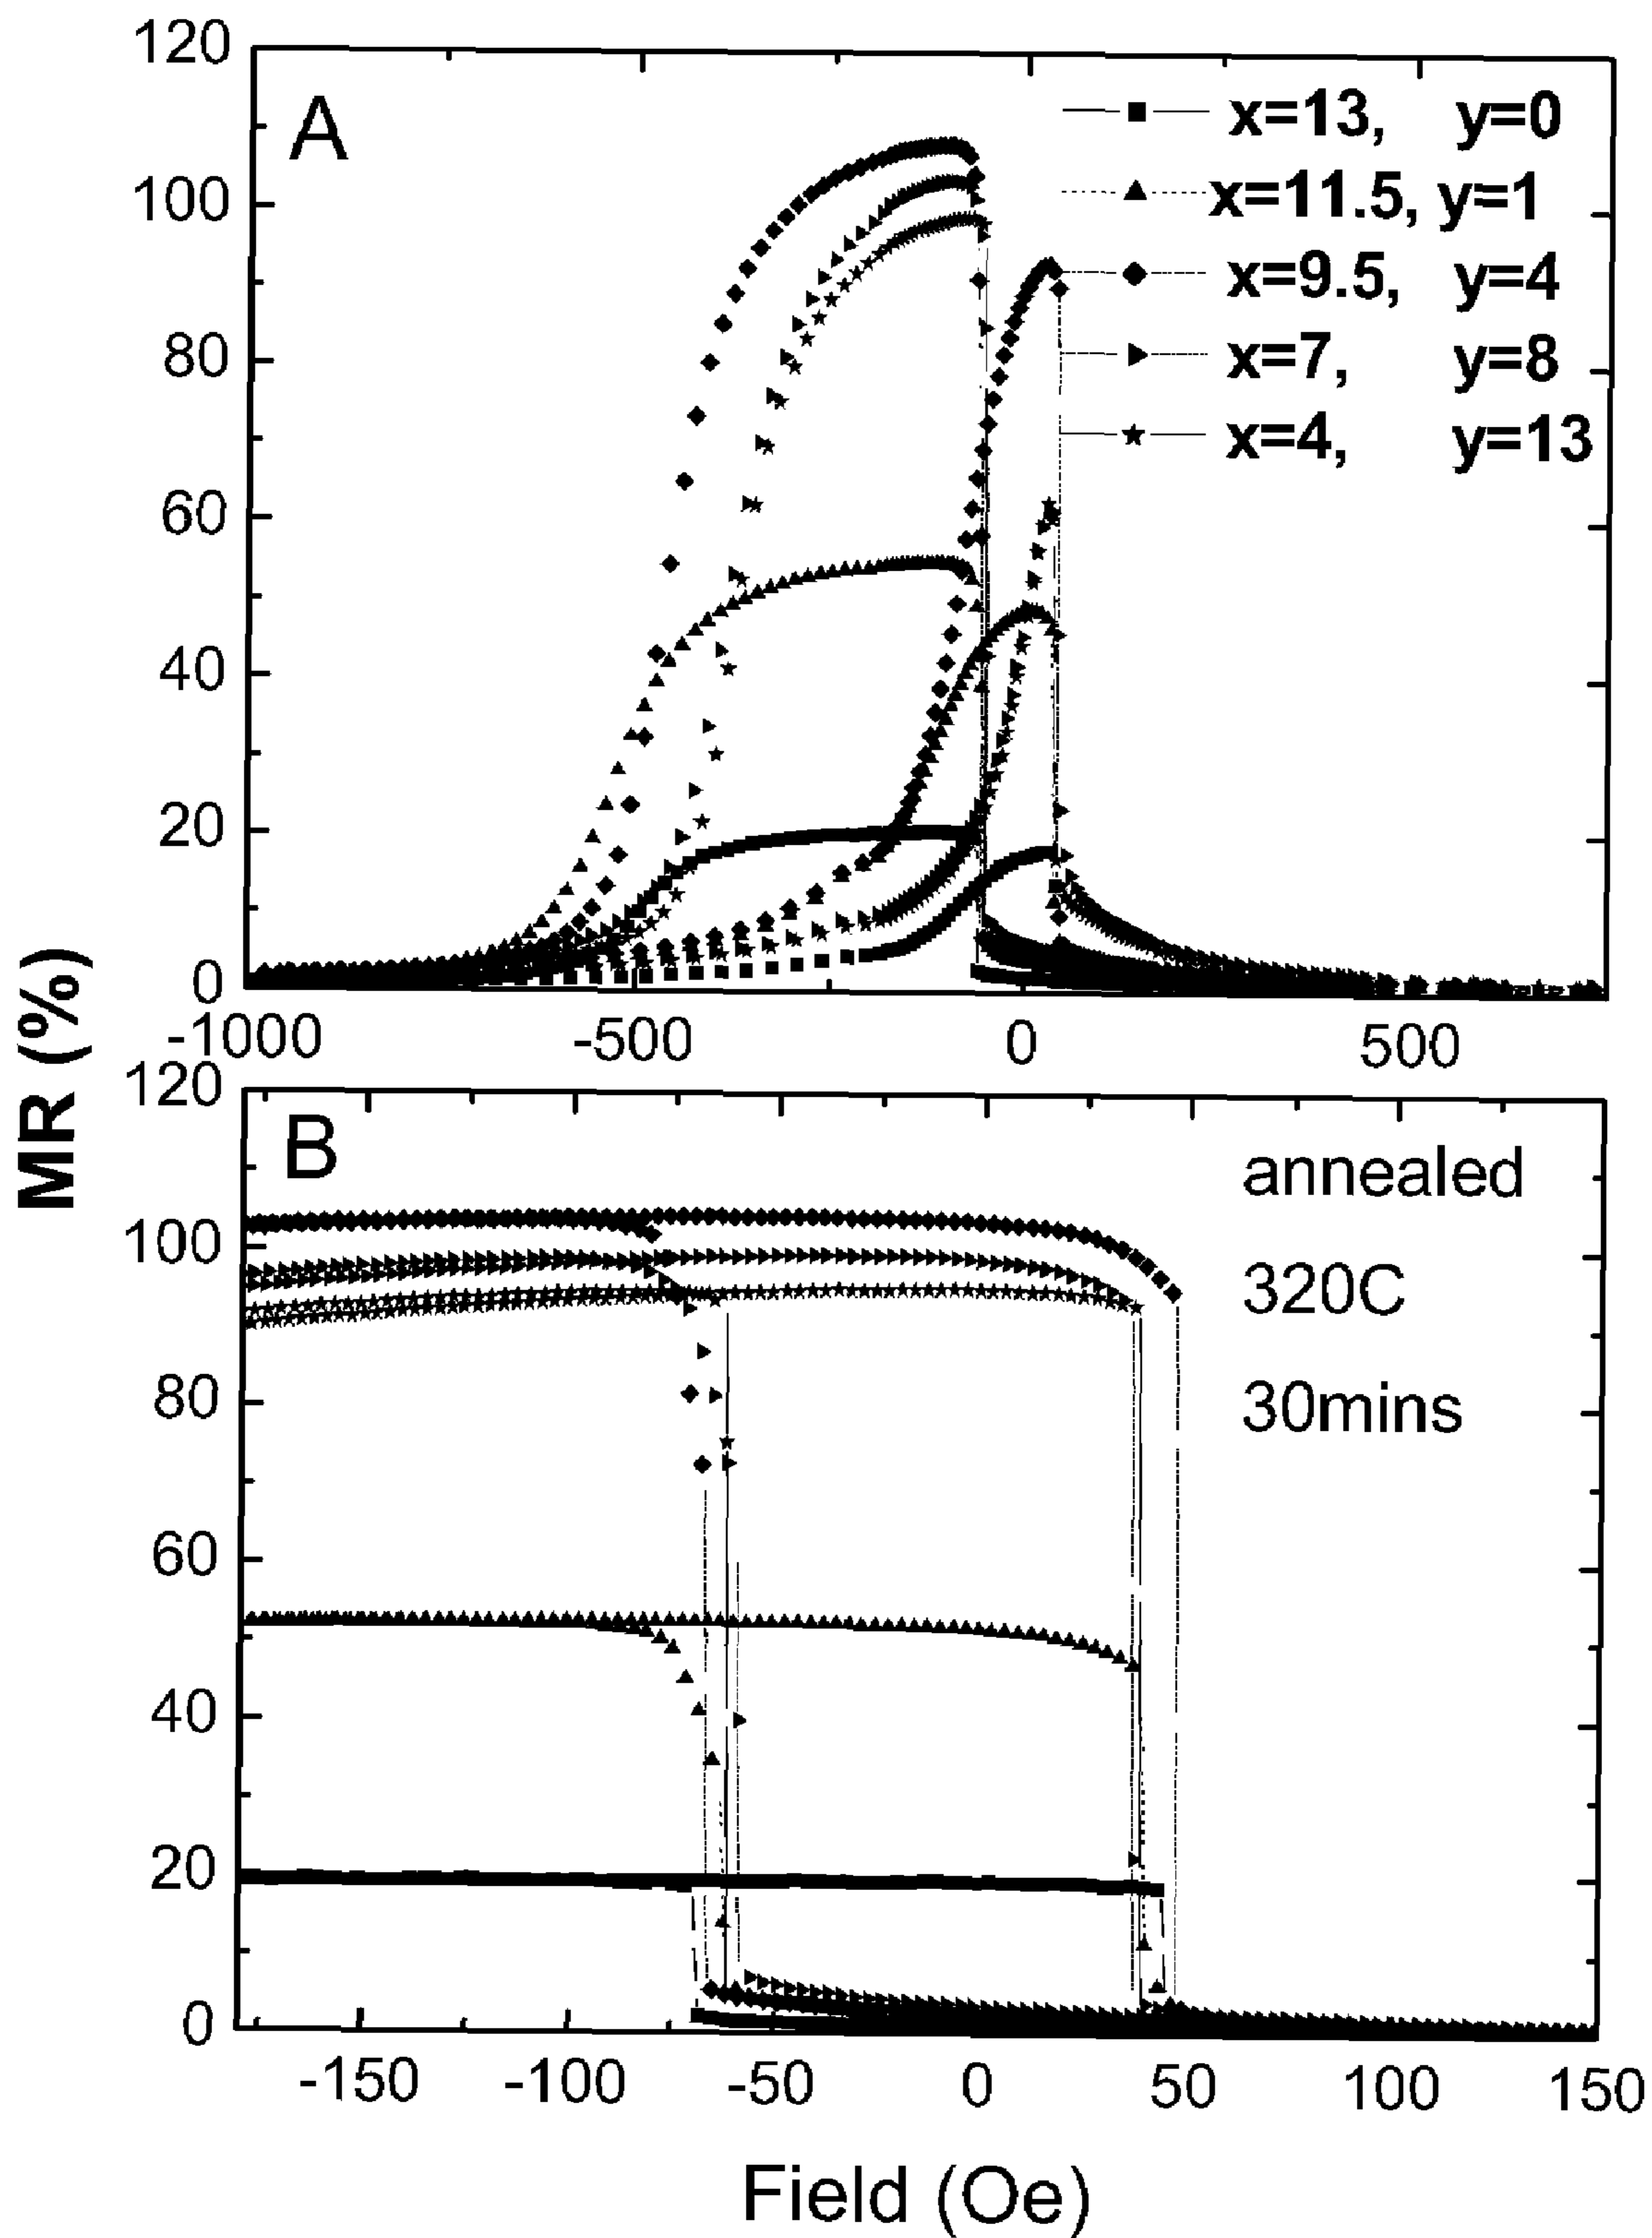 120
100
80
60
40
20
0
A
x=13, y=0
x=11.5, y=1
x=9.5, y=4
x=7, y=8
x=4, y=13
-1000 -500 0 500
MR (%)
120
100
80
60
40
20
0
B
annealed
320C
30mins
-150 -100 -50 0 50 100 150
Field (Oe)